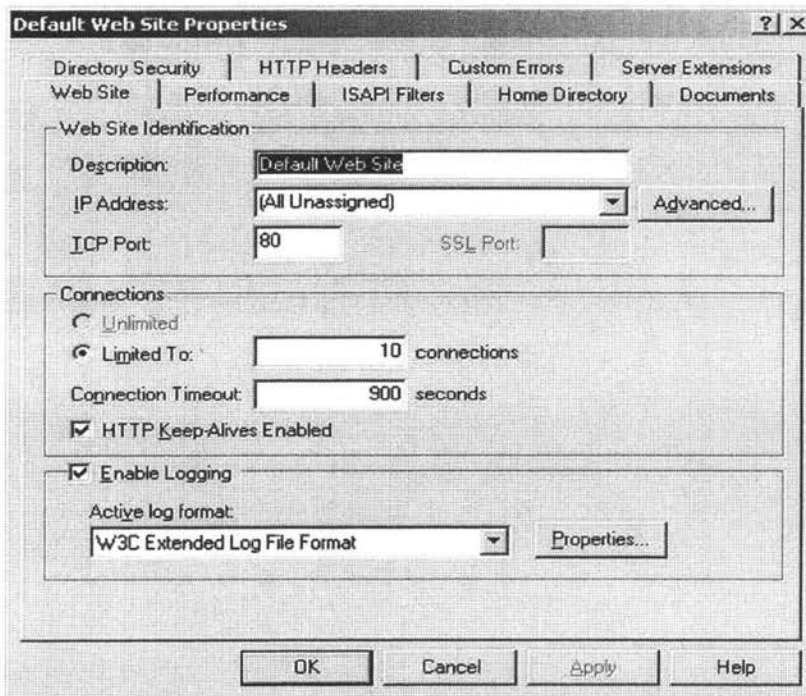 Default Web Site Properties
? X
Directory Security HTTP Headers Custom Errors Server Extensions
Web Site Performance ISAPI Filters Home Directory Documents
Web Site Identification
Description: Default Web Site
IP Address: (All Unassigned) Advanced...
TCP Port: 80 SSL Port:
Connections
Unlimited
Limited To: 10 connections
Connection Timeout: 900 seconds
HTTP Keep-Alives Enabled
Enable Logging
Active log format:
W3C Extended Log File Format Properties...
OK Cancel Apply Help